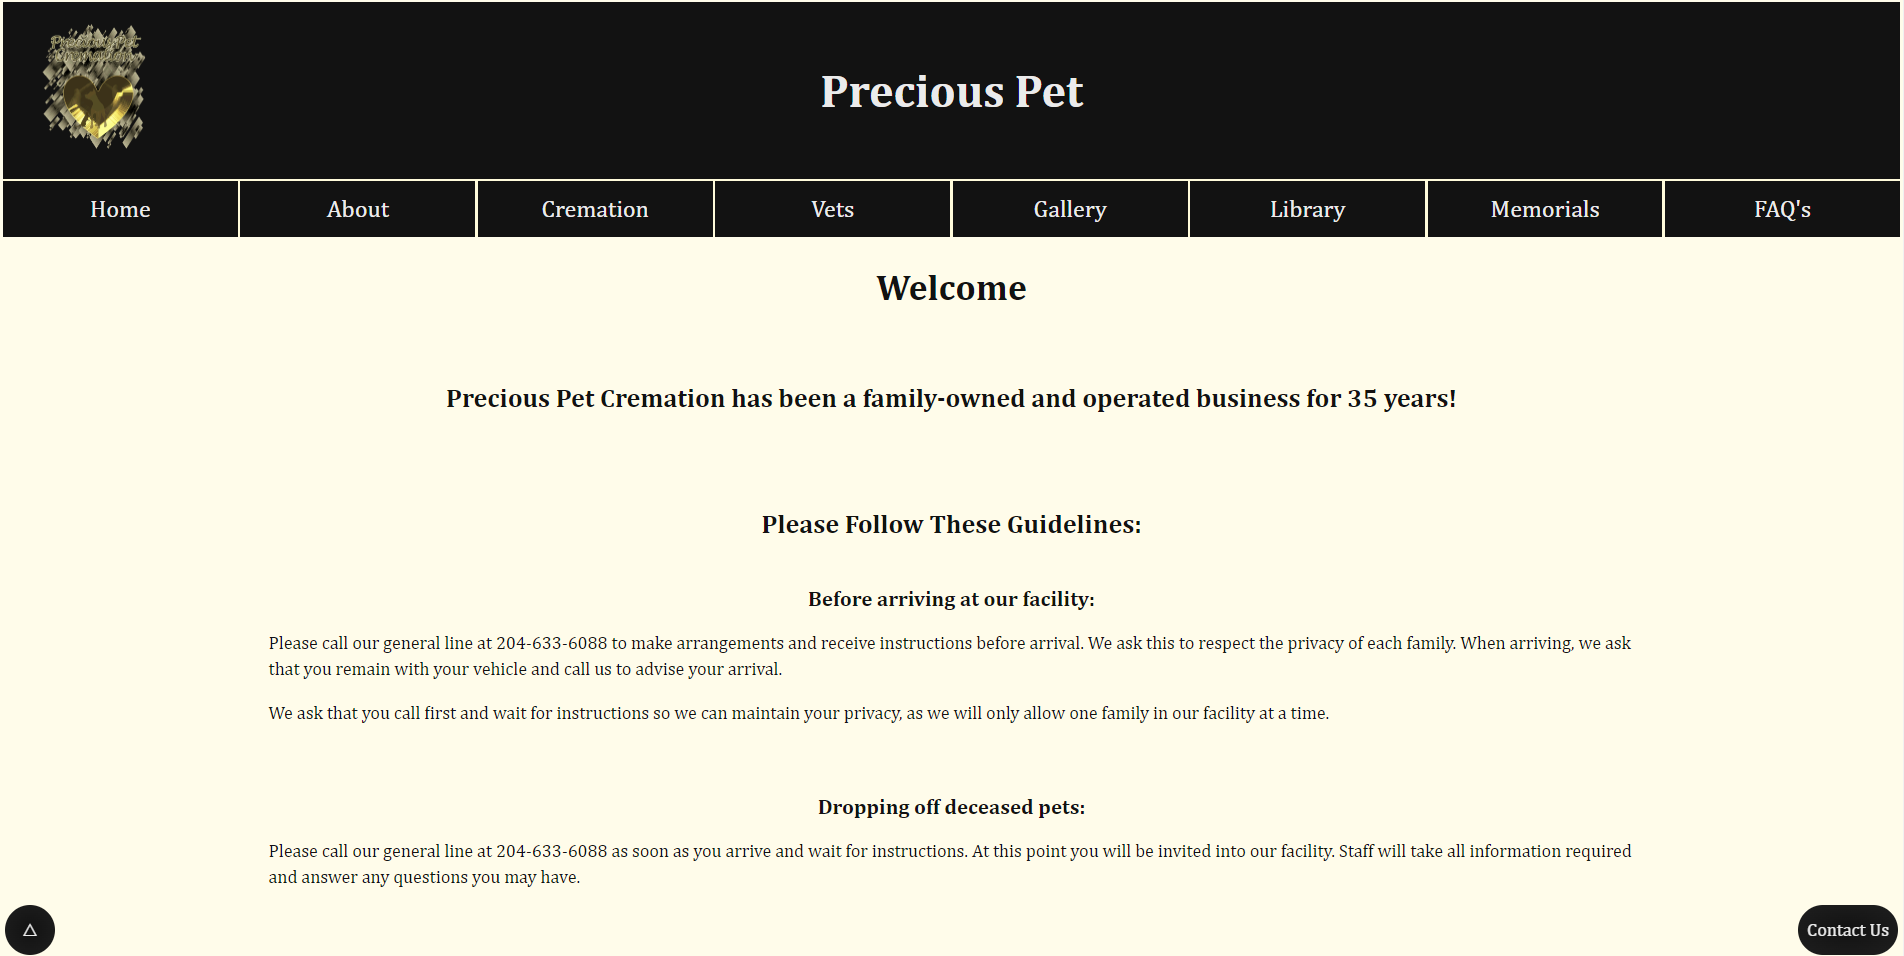 Precious Pet
Cremation
Precious Pet
Home
About
Cremation
Vets
Gallery
Library
Memorials
FAQ's
Welcome
Precious Pet Cremation has been a family-owned and operated business for 35 years!
Please Follow These Guidelines:
Before arriving at our facility:
Please call our general line at 204-633-6088 to make arrangements and receive instructions before arrival. We ask this to respect the privacy of each family. When arriving, we ask
that you remain with your vehicle and call us to advise your arrival.
We ask that you call first and wait for instructions so we can maintain your privacy, as we will only allow one family in our facility at a time.
Dropping off deceased pets:
Please call our general line at 204-633-6088 as soon as you arrive and wait for instructions. At this point you will be invited into our facility. Staff will take all information required
and answer any questions you may have.
Contact Us